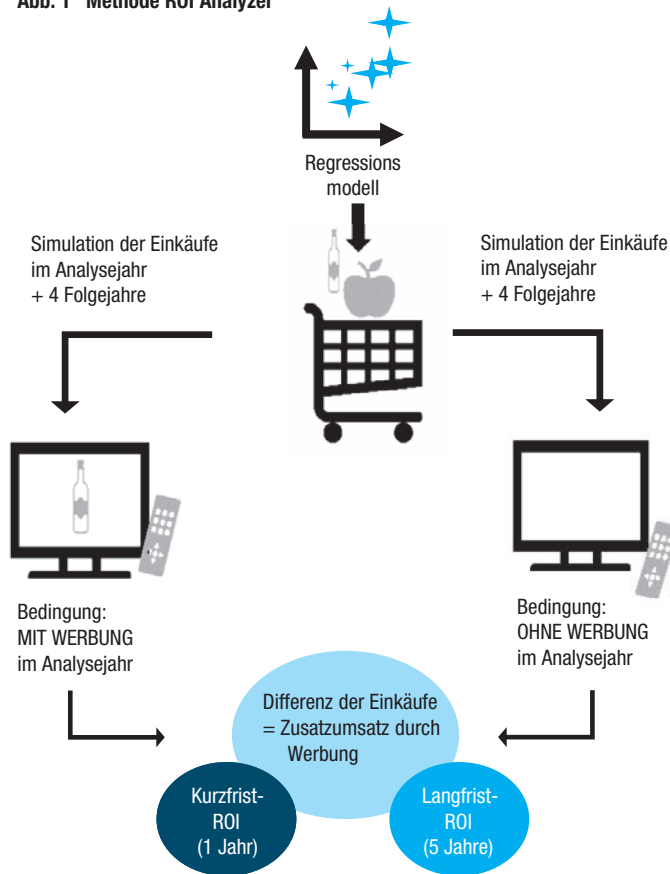 Abb. 1 Methode ROI Analyzer
Regressions
modell
Simulation der Einkäufe
im Analysejahr
+ 4 Folgejahre
Simulation der Einkäufe
im Analysejahr
+ 4 Folgejahre
Bedingung:
MIT WERBUNG
im Analysejahr
Bedingung:
OHNE WERBUNG
im Analysejahr
Differenz der Einkäufe
= Zusatzumsatz durch
Werbung
Kurzfrist-
ROI
(1 Jahr)
Langfrist-
ROI
(5 Jahre)